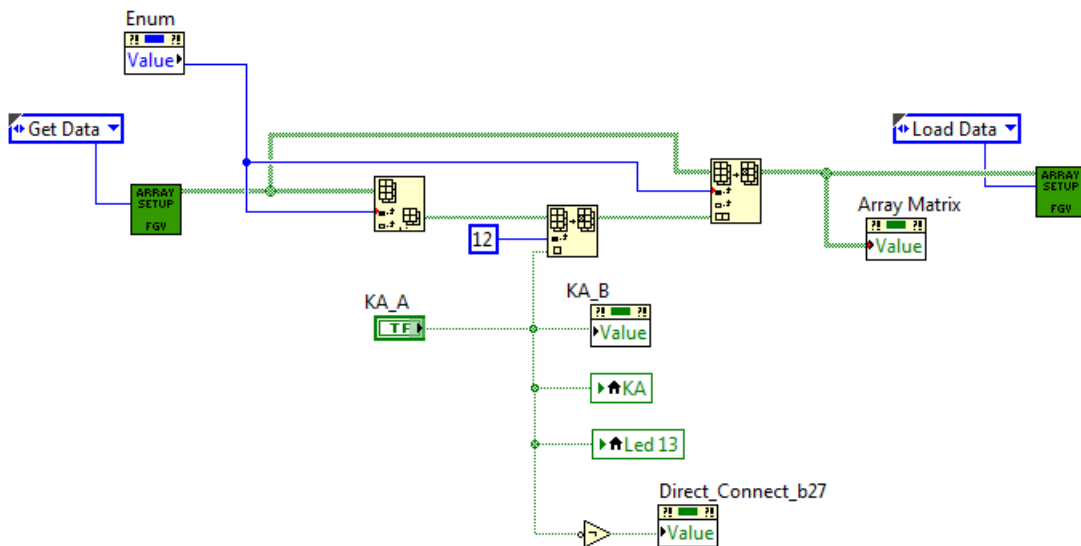 Enum
?! ?!
Value
Get Data
Load Data
ARRAY
SETUP
FGV
ARRAY
SETUP
FGV
Array Matrix
?! ?!
Value
12
KA_A
TF
KA_B
?! ?!
Value
KA
Led 13
Direct_Connect_b27
?! ?!
Value